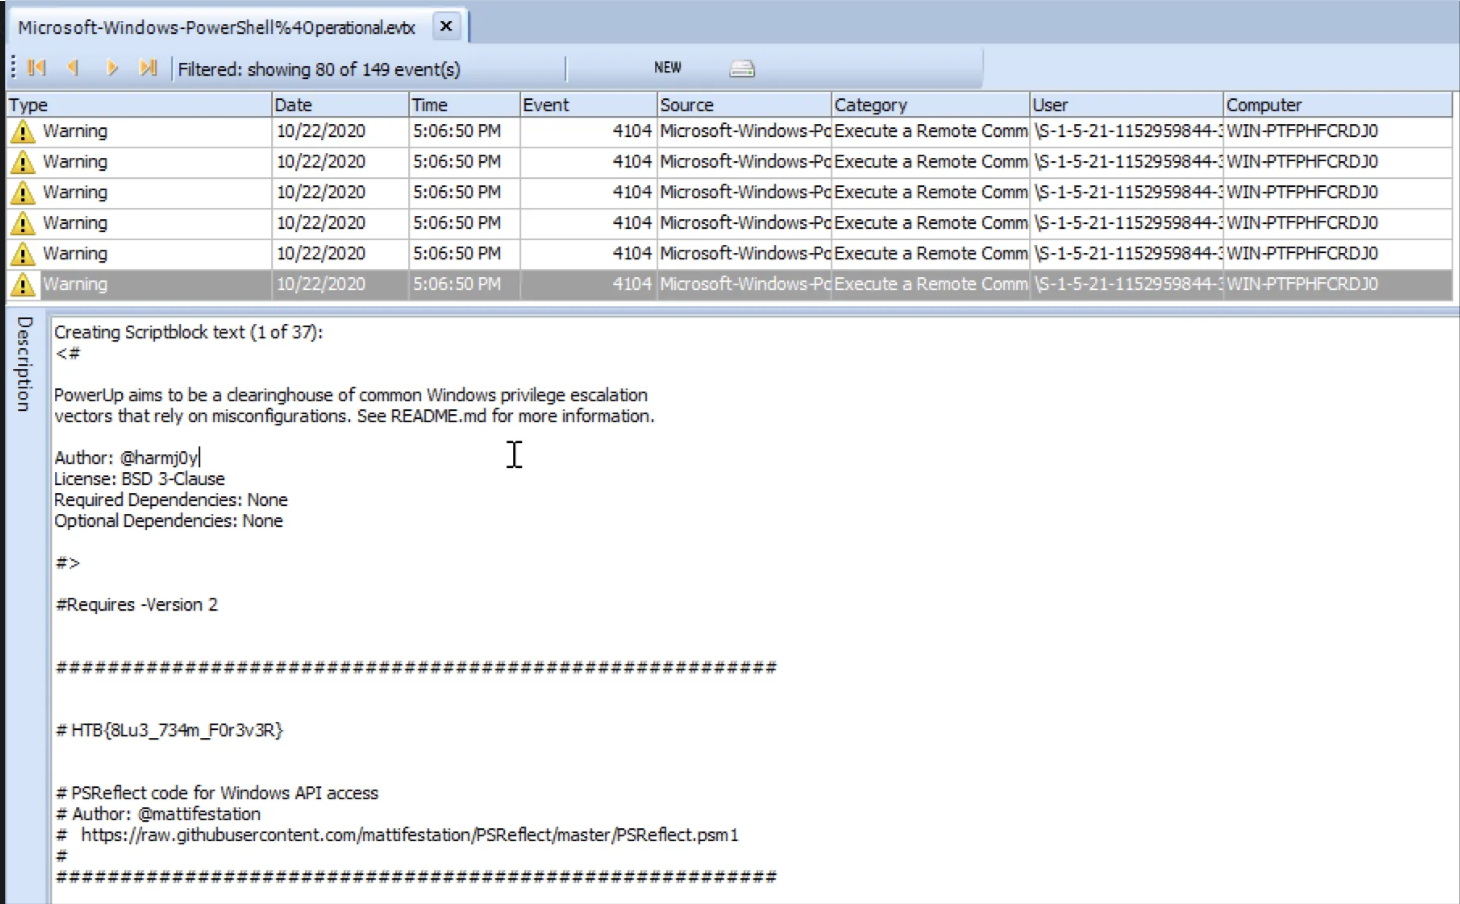 Microsoft-Windows-PowerShell%4Operational.evtx
Filtered: showing 80 of 149 event(s) NEW
Type Date Time Event Source Category User Computer
Warning 10/22/2020 5:06:50 PM 4104 Microsoft-Windows-Po Execute a Remote Comm \S-1-5-21-1152959844-3 WIN-PTFPHFCRDJ0
Warning 10/22/2020 5:06:50 PM 4104 Microsoft-Windows-Po Execute a Remote Comm \S-1-5-21-1152959844-3 WIN-PTFPHFCRDJ0
Warning 10/22/2020 5:06:50 PM 4104 Microsoft-Windows-Po Execute a Remote Comm \S-1-5-21-1152959844-3 WIN-PTFPHFCRDJ0
Warning 10/22/2020 5:06:50 PM 4104 Microsoft-Windows-Po Execute a Remote Comm \S-1-5-21-1152959844-3 WIN-PTFPHFCRDJ0
Warning 10/22/2020 5:06:50 PM 4104 Microsoft-Windows-Po Execute a Remote Comm \S-1-5-21-1152959844-3 WIN-PTFPHFCRDJ0
Warning 10/22/2020 5:06:50 PM 4104 Microsoft-Windows-Po Execute a Remote Comm \S-1-5-21-1152959844-3 WIN-PTFPHFCRDJ0
Description
Creating Scriptblock text (1 of 37):
<#
PowerUp aims to be a clearinghouse of common Windows privilege escalation
vectors that rely on misconfigurations. See README.md for more information.
Author: @harmj0y
License: BSD 3-Clause
Required Dependencies: None
Optional Dependencies: None
#>
#Requires -Version 2
########################################################
# HTB{8Lu3_734m_F0r3v3R}
# PSReflect code for Windows API access
# Author: @mattifestation
#   https://raw.githubusercontent.com/mattifestation/PSReflect/master/PSReflect.psm1
#
########################################################